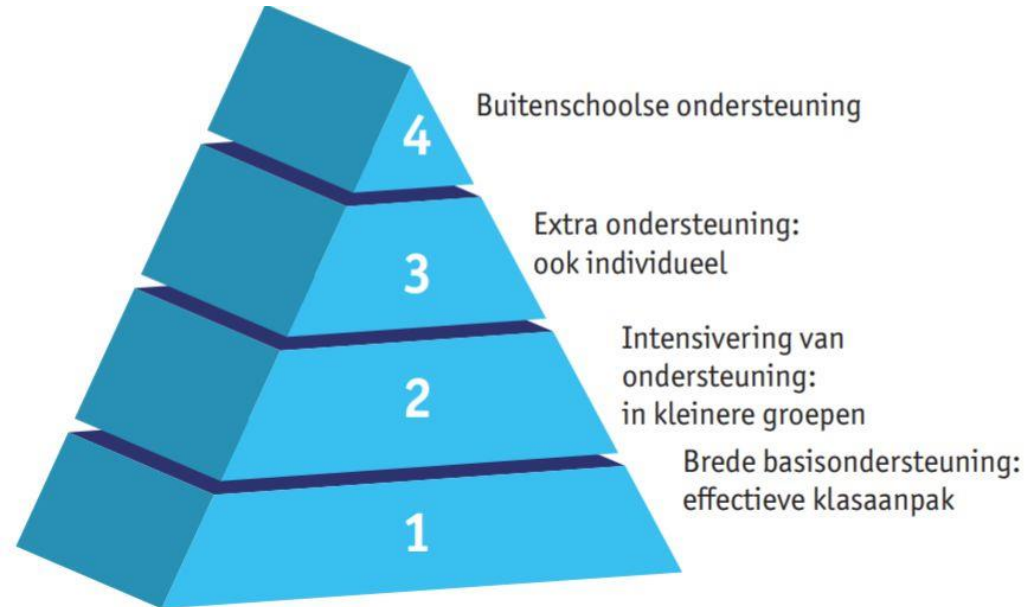 4
Buitenschoolse ondersteuning
3
Extra ondersteuning:
ook individueel
2
Intensivering van
ondersteuning:
in kleinere groepen
1
Brede basisondersteuning:
effectieve klasaanpak